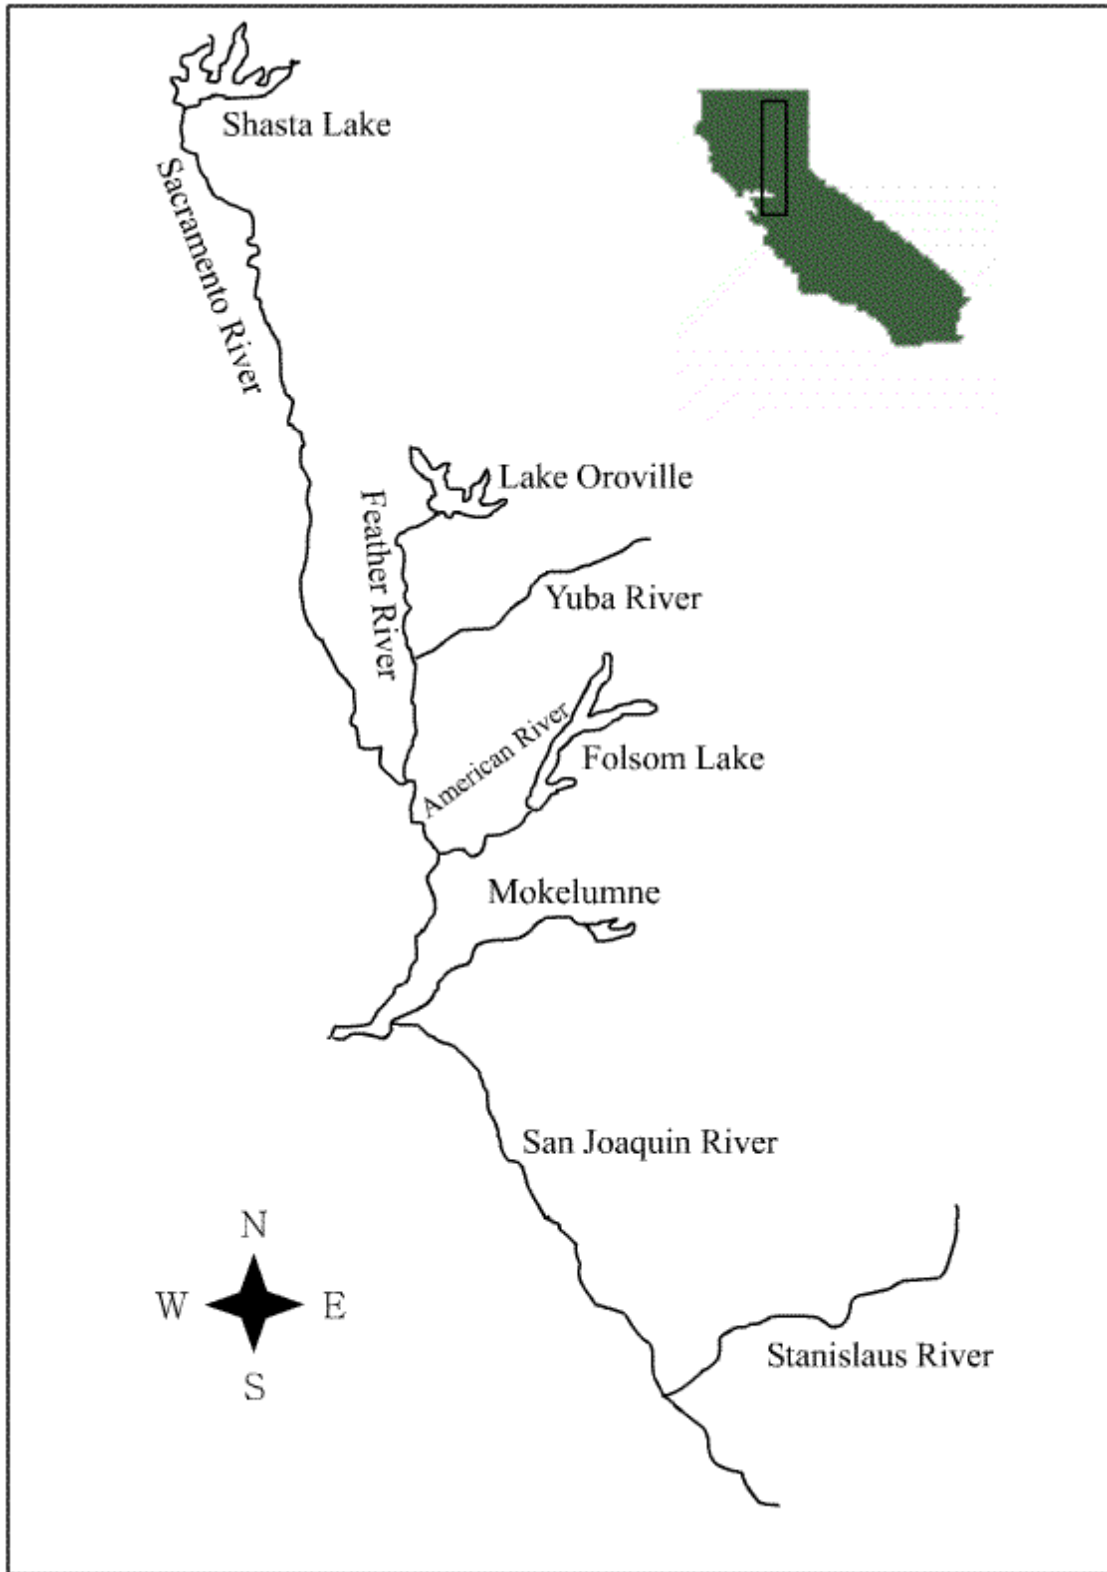 Shasta Lake
Sacramento River
Lake Oroville
Feather River
Yuba River
American River
Folsom Lake
Mokelumne
San Joaquin River
N
W E
S
Stanislaus River